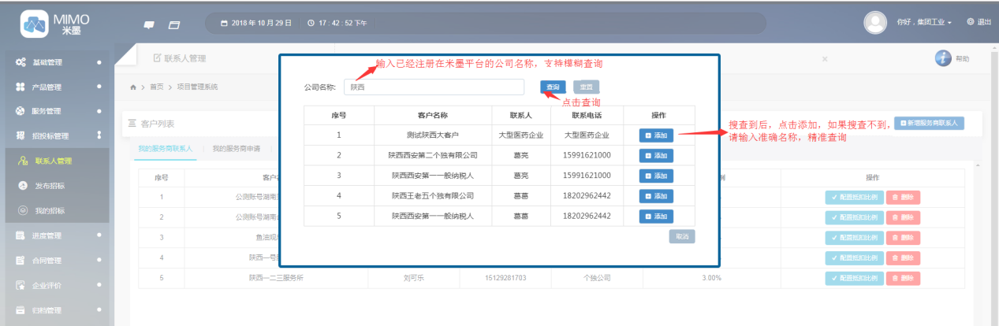 MIMO
米墨
2018 年 10 月 29 日
17 : 42 : 52 下午
你好，集团工业
退出
基础管理
产品管理
服务管理
招投标管理
联系人管理
发布招标
我的招标
进度管理
合同管理
企业评价
归档管理
联系人管理
×
帮助
首页 > 项目管理系统
客户列表
新增服务商联系人
我的服务商联系人
我的服务商申请
序号 操作
1 公测账号湖南 配置抵扣比例 删除
2 公测账号湖南 配置抵扣比例 删除
3 配置抵扣比例 删除
4 陕西一号 配置抵扣比例 删除
5 陕西一二三服务所 刘可乐 15129281703 个独公司 3.00% 配置抵扣比例 删除
输入已经注册在米墨平台的公司名称，支持模糊查询
公司名称: 陕西 查询 重置
点击查询
序号 客户名称 联系人 联系电话 操作
1 测试陕西大客户 大型医药企业 大型医药企业 添加
2 陕西西安第二个独有限公司 葛亮 15991621000 添加
3 陕西西安第一一般纳税人 葛亮 15991621000 添加
4 陕西王老五个独有限公司 葛葛 18202962442 添加
5 陕西西安第一一般纳税人 葛葛 18202962442 添加
取消
搜查到后，点击添加，如果搜查不到，
请输入准确名称，精准查询